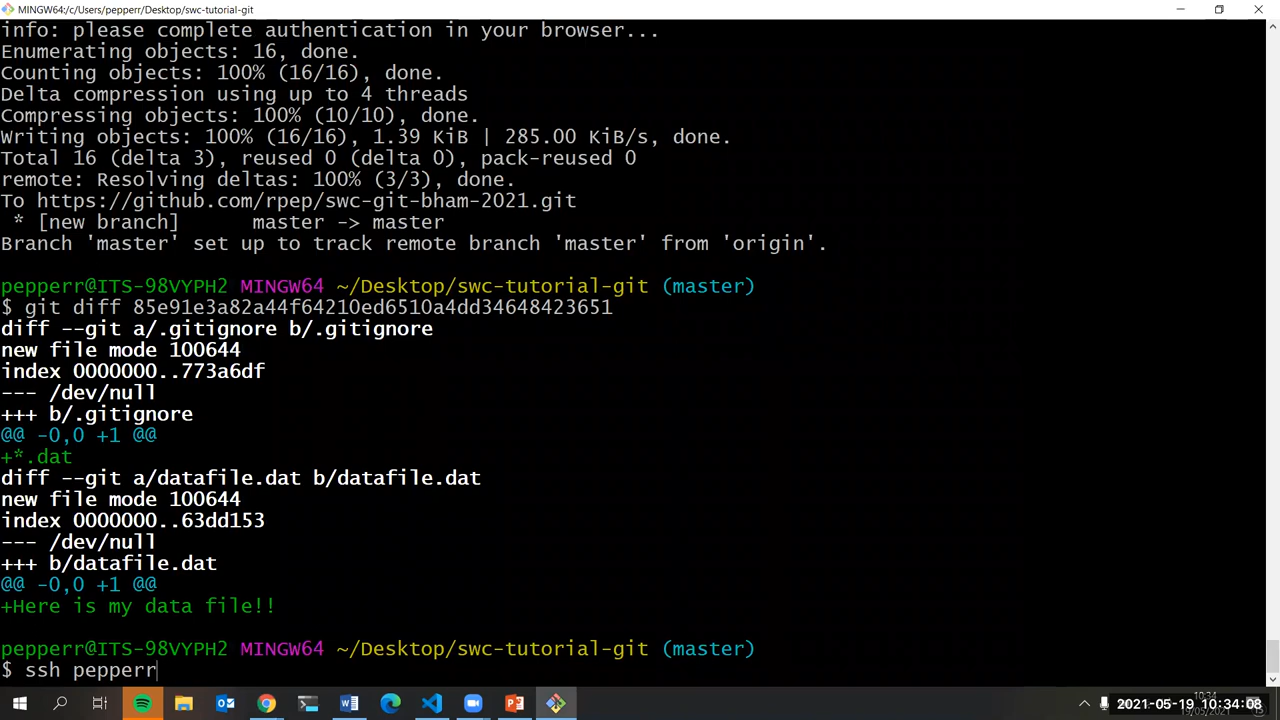 MINGW64:/c/Users/pepperr/Desktop/swc-tutorial-git
info: please complete authentication in your browser...
Enumerating objects: 16, done.
Counting objects: 100% (16/16), done.
Delta compression using up to 4 threads
Compressing objects: 100% (10/10), done.
Writing objects: 100% (16/16), 1.39 KiB | 285.00 KiB/s, done.
Total 16 (delta 3), reused 0 (delta 0), pack-reused 0
remote: Resolving deltas: 100% (3/3), done.
To https://github.com/rpep/swc-git-bham-2021.git
 * [new branch]      master -> master
Branch 'master' set up to track remote branch 'master' from 'origin'.
pepperr@ITS-98VYPH2 MINGW64 ~/Desktop/swc-tutorial-git (master)
$ git diff 85e91e3a82a44f64210ed6510a4dd34648423651
diff --git a/.gitignore b/.gitignore
new file mode 100644
index 0000000..773a6df
--- /dev/null
+++ b/.gitignore
@@ -0,0 +1 @@
+*.dat
diff --git a/datafile.dat b/datafile.dat
new file mode 100644
index 0000000..63dd153
--- /dev/null
+++ b/datafile.dat
@@ -0,0 +1 @@
+Here is my data file!!
pepperr@ITS-98VYPH2 MINGW64 ~/Desktop/swc-tutorial-git (master)
$ ssh pepperr
10:34
2021-05-19 10:34:08
19/05/2021